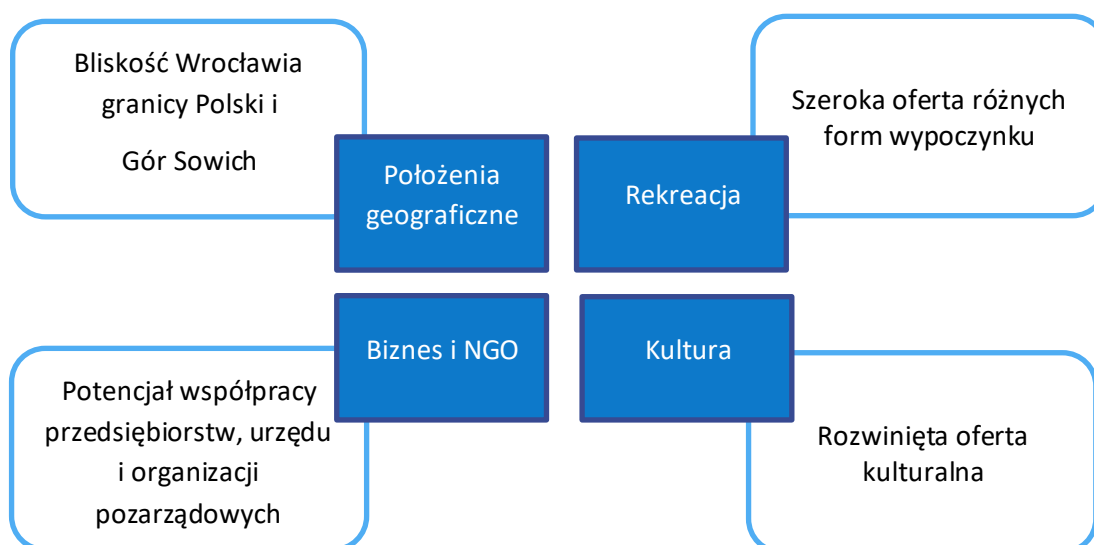 Bliskość Wrocławia
granicy Polski i
Gór Sowich
Położenia
geograficzne
Rekreacja
Szeroka oferta różnych
form wypoczynku
Biznes i NGO
Potencjał współpracy
przedsiębiorstw, urzędu
i organizacji
pozarządowych
Kultura
Rozwinięta oferta
kulturalna